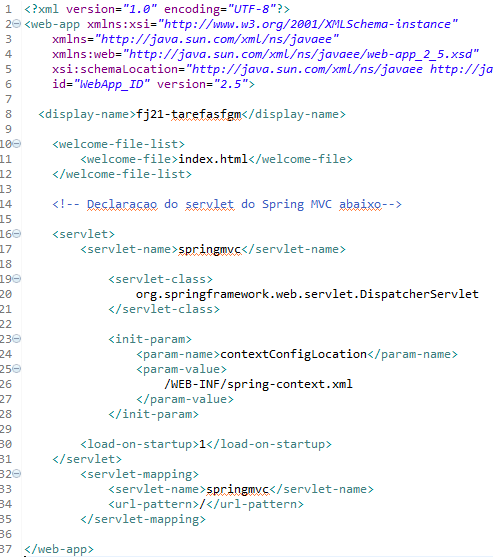 1 <?xml version="1.0" encoding="UTF-8"?>
2 <web-app xmlns:xsi="http://www.w3.org/2001/XMLSchema-instance"
3 xmlns="http://java.sun.com/xml/ns/javaee"
4 xmlns:web="http://java.sun.com/xml/ns/javaee/web-app_2_5.xsd"
5 xsi:schemaLocation="http://java.sun.com/xml/ns/javaee http://ja
6 id="WebApp_ID" version="2.5">
7
8 <display-name>fj21-tarefasfgm</display-name>
9
10 <welcome-file-list>
11 <welcome-file>index.html</welcome-file>
12 </welcome-file-list>
13
14 <!-- Declaracao do servlet do Spring MVC abaixo-->
15
16 <servlet>
17 <servlet-name>springmvc</servlet-name>
18
19 <servlet-class>
20 org.springframework.web.servlet.DispatcherServlet
21 </servlet-class>
22
23 <init-param>
24 <param-name>contextConfigLocation</param-name>
25 <param-value>
26 /WEB-INF/spring-context.xml
27 </param-value>
28 </init-param>
29
30 <load-on-startup>1</load-on-startup>
31 </servlet>
32 <servlet-mapping>
33 <servlet-name>springmvc</servlet-name>
34 <url-pattern>/</url-pattern>
35 </servlet-mapping>
36
37 </web-app>